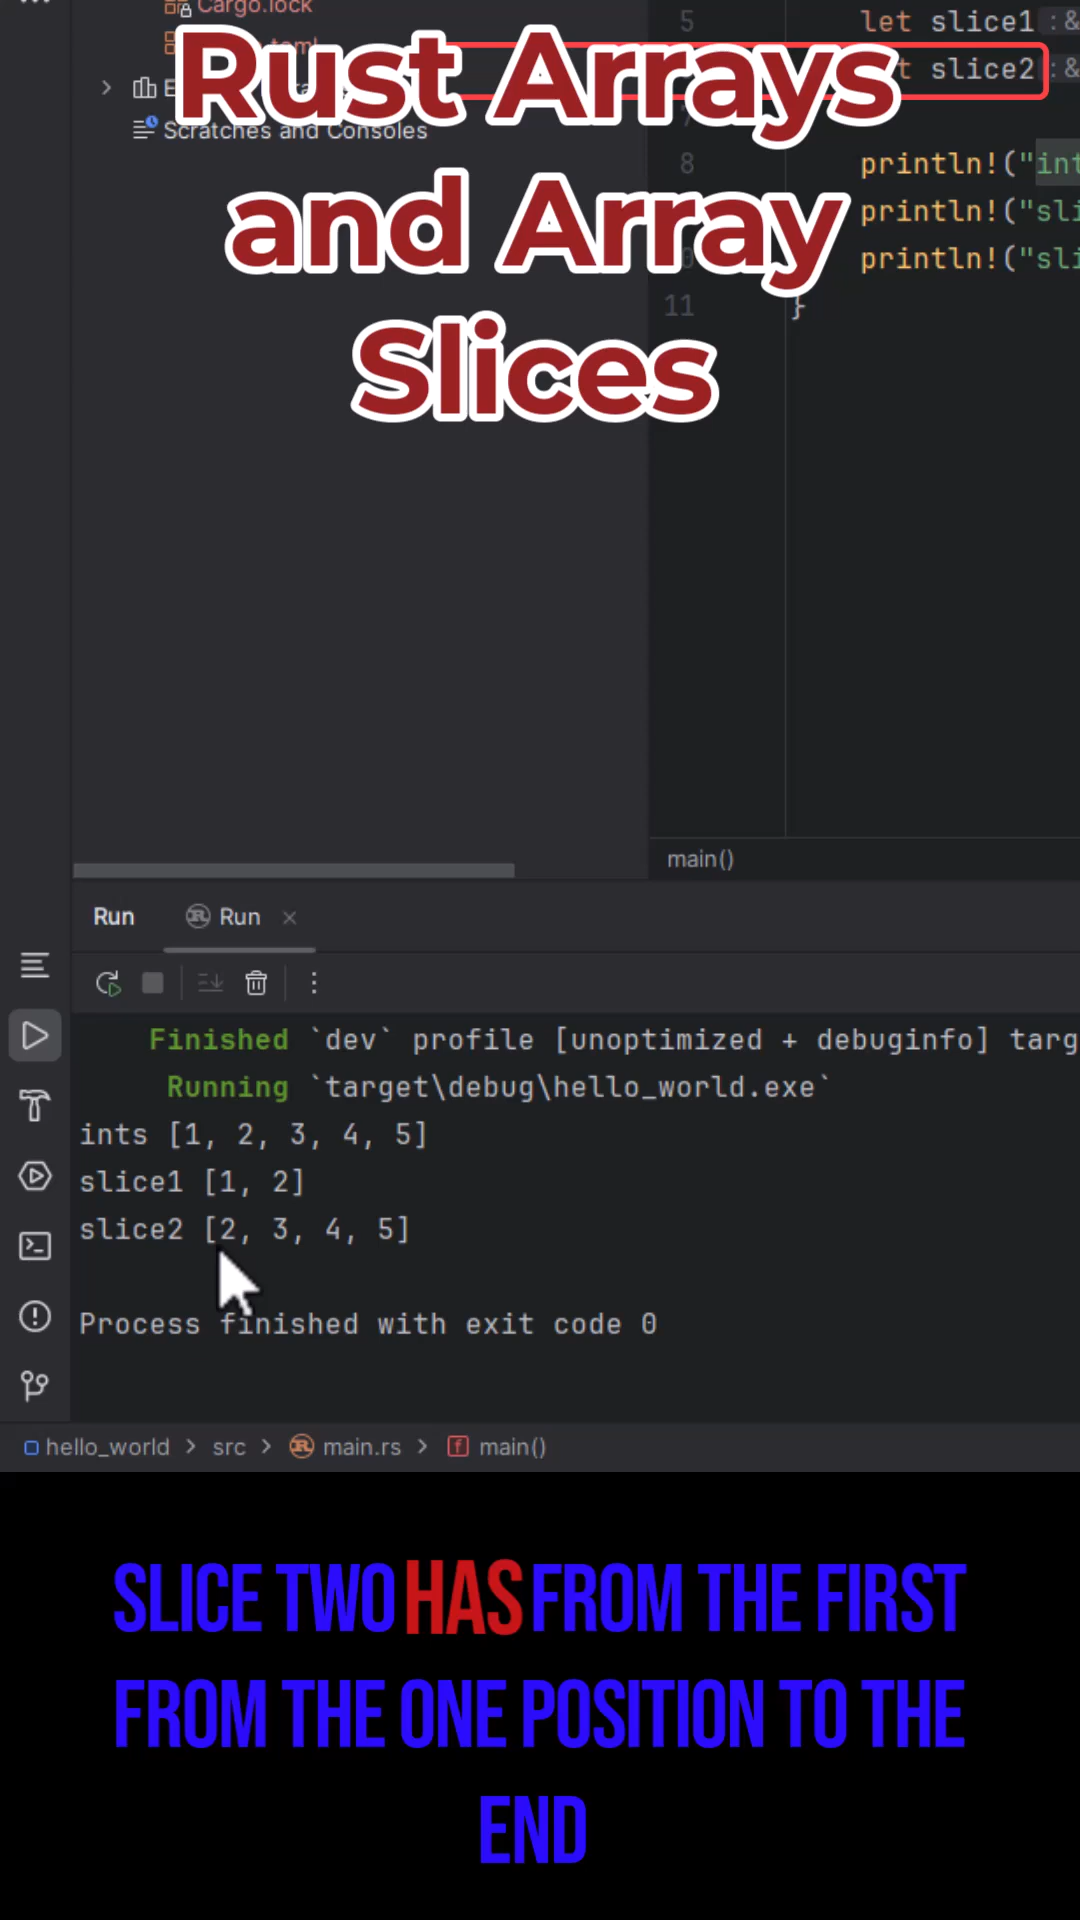 Cargo.lock
Rust Arrays
and Array
Slices
Scratches and Consoles
5 let slice1 : &
slice2 : &
8 println!("int
println!("sli
println!("sli
11 }
main()
Run Run
Finished `dev` profile [unoptimized + debuginfo] targ
Running `target\debug\hello_world.exe`
ints [1, 2, 3, 4, 5]
slice1 [1, 2]
slice2 [2, 3, 4, 5]
Process finished with exit code 0
hello_world > src > main.rs > main()
SLICE TWO HAS FROM THE FIRST
FROM THE ONE POSITION TO THE
END